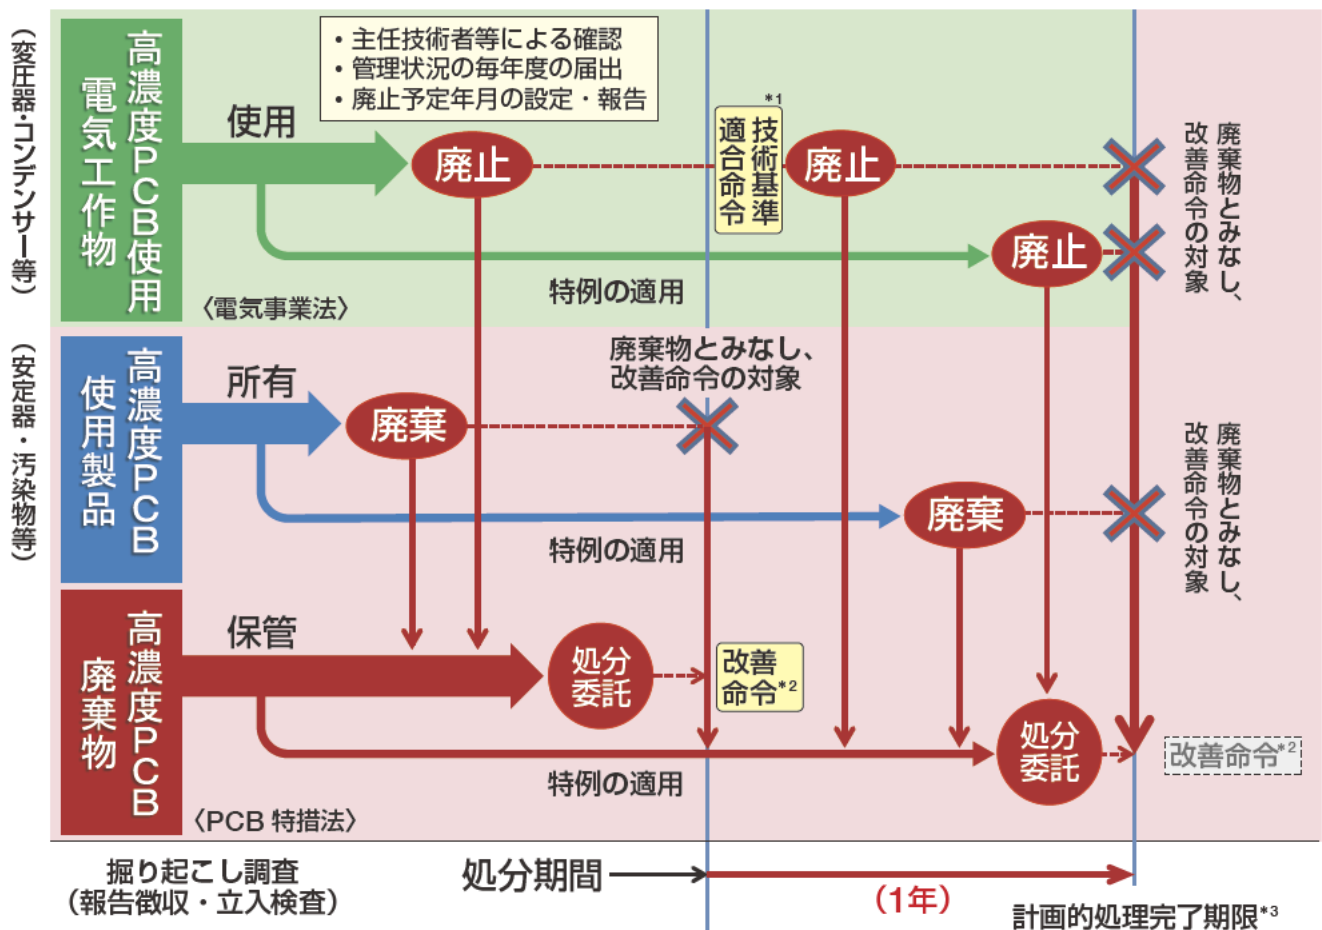 （変圧器・コンデンサー等）
高濃度PCB使用
電気工作物
使用
・主任技術者等による確認
・管理状況の毎年度の届出
・廃止予定年月の設定・報告
廃止
*1
技術基準
適合命令
廃止
廃止
特例の適用
〈電気事業法〉
廃棄物とみなし、
改善命令の対象
（安定器・汚染物等）
高濃度PCB
使用製品
所有
廃棄
廃棄物とみなし、
改善命令の対象
廃棄
特例の適用
廃棄物とみなし、
改善命令の対象
高濃度PCB
廃棄物
保管
処分
委託
改善
命令*2
特例の適用
処分
委託
改善命令*2
〈PCB 特措法〉
掘り起こし調査
（報告徴収・立入検査）
処分期間
（1年）
計画的処理完了期限*3